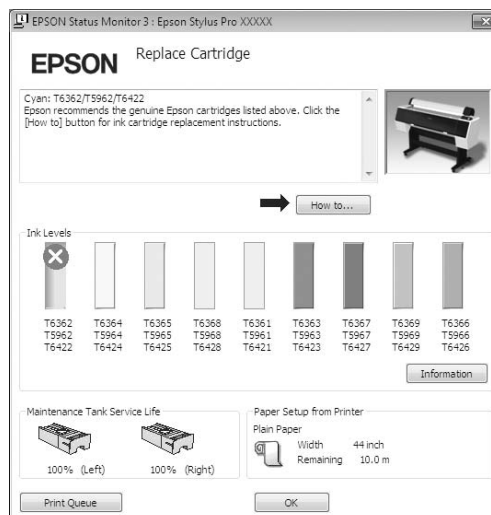 EPSON Status Monitor 3 : Epson Stylus Pro XXXXX
EPSON
Replace Cartridge
Cyan: T6362/T5962/T6422
Epson recommends the genuine Epson cartridges listed above. Click the
[How to] button for ink cartridge replacement instructions.
How to...
Ink Levels
T6362 T6364 T6365 T6368 T6361 T6363 T6367 T6369 T6366
T5962 T5964 T5965 T5968 T5961 T5963 T5967 T5969 T5966
T6422 T6424 T6425 T6428 T6421 T6423 T6427 T6429 T6426
Information
Maintenance Tank Service Life
100% (Left) 100% (Right)
Paper Setup from Printer
Plain Paper
Width 44 inch
Remaining 10.0 m
Print Queue
OK